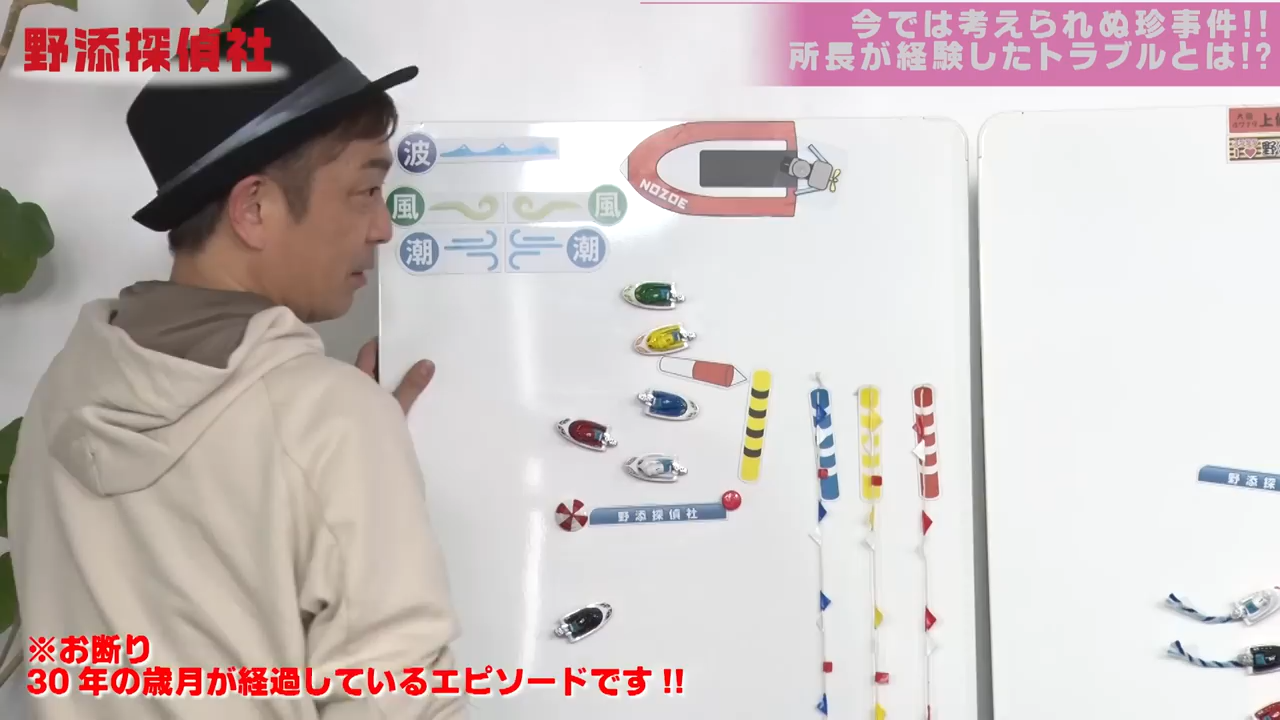 野添探偵社
今では考えられぬ珍事件!!
所長が経験したトラブルとは!?
波
風
風
潮
潮
NOZOE
野添探偵社
野添探
※お断り
30年の歳月が経過しているエピソードです!!